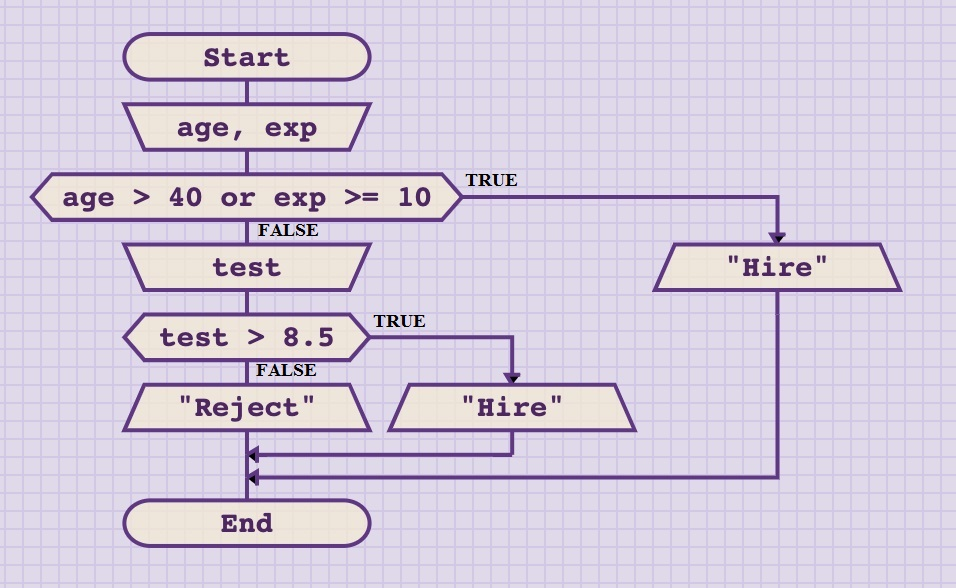 Start
age, exp
age > 40 or exp >= 10
TRUE
FALSE
test
"Hire"
test > 8.5
TRUE
FALSE
"Reject"
"Hire"
End